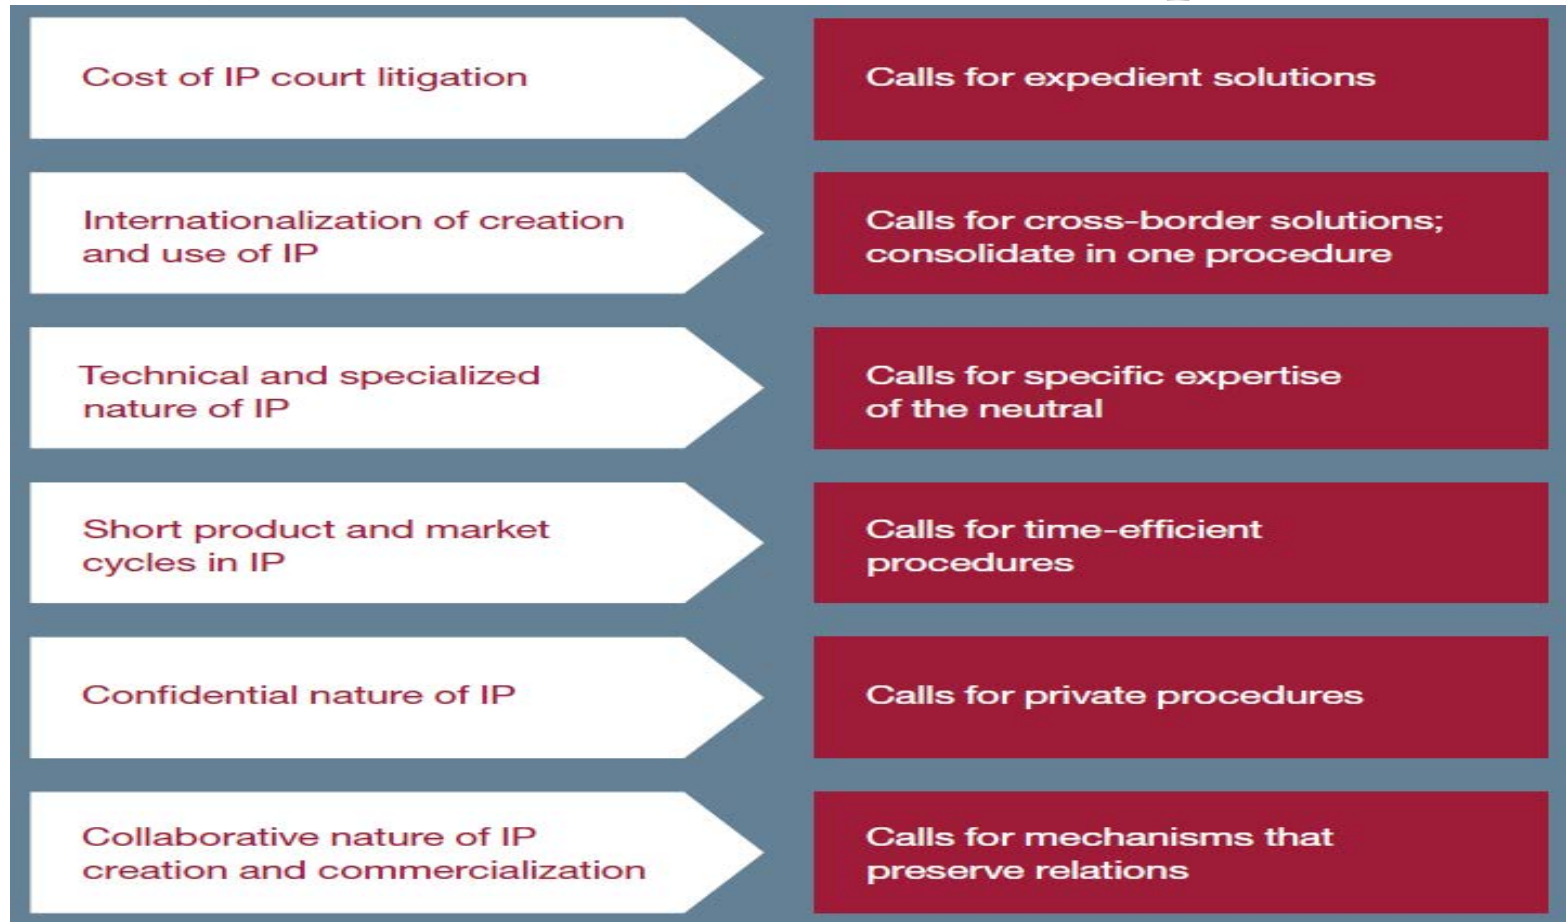 Cost of IP court litigation
Calls for expedient solutions
Internationalization of creation
and use of IP
Calls for cross-border solutions;
consolidate in one procedure
Technical and specialized
nature of IP
Calls for specific expertise
of the neutral
Short product and market
cycles in IP
Calls for time-efficient
procedures
Confidential nature of IP
Calls for private procedures
Collaborative nature of IP
creation and commercialization
Calls for mechanisms that
preserve relations